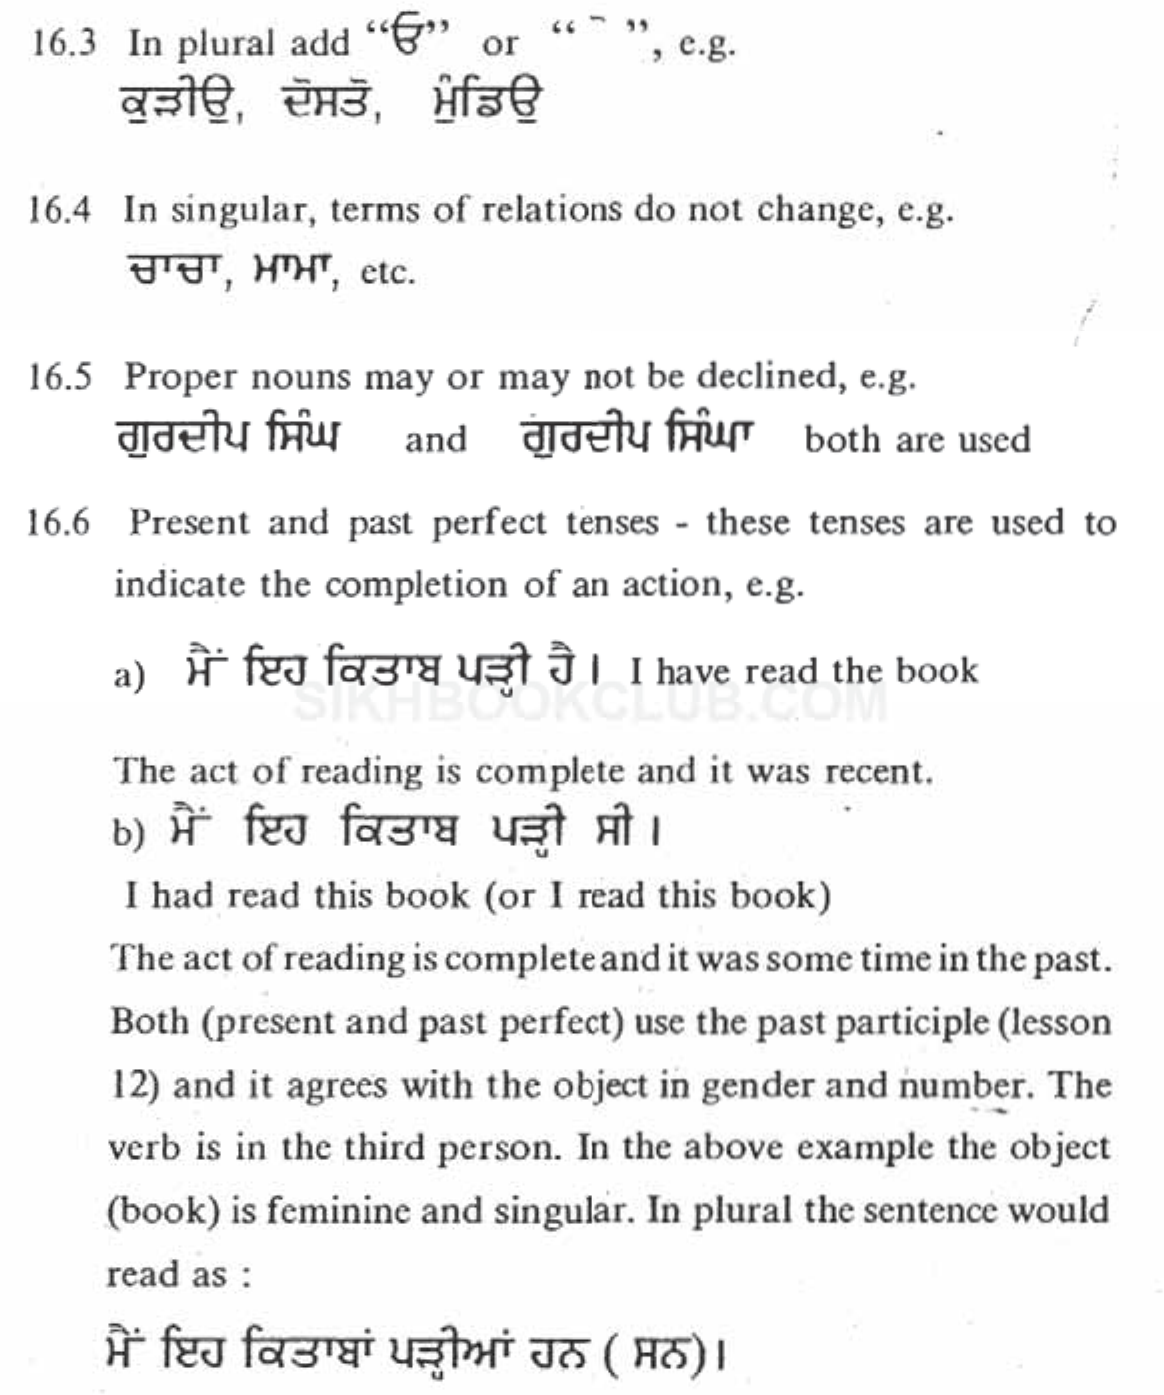 16.3 In plural add “ਓ” or “ ੋ ”, e.g.
ਕੁੜੀਓੁ, ਦੋਸਤੋ, ਮੁੰਡਿਓੁ
16.4 In singular, terms of relations do not change, e.g.
ਚਾਚਾ, ਮਾਮਾ, etc.
16.5 Proper nouns may or may not be declined, e.g.
ਗੁਰਦੀਪ ਸਿੰਘ and ਗੁਰਦੀਪ ਸਿੰਘਾ both are used
16.6 Present and past perfect tenses - these tenses are used to
indicate the completion of an action, e.g.
a) ਮੈਂ ਇਹ ਕਿਤਾਬ ਪੜ੍ਹੀ ਹੈ। I have read the book
SIKHBOOKCLUB.COM
The act of reading is complete and it was recent.
b) ਮੈਂ ਇਹ ਕਿਤਾਬ ਪੜ੍ਹੀ ਸੀ।
I had read this book (or I read this book)
The act of reading is complete and it was some time in the past.
Both (present and past perfect) use the past participle (lesson
12) and it agrees with the object in gender and number. The
verb is in the third person. In the above example the object
(book) is feminine and singular. In plural the sentence would
read as :
ਮੈਂ ਇਹ ਕਿਤਾਬਾਂ ਪੜ੍ਹੀਆਂ ਹਨ ( ਸਨ)।